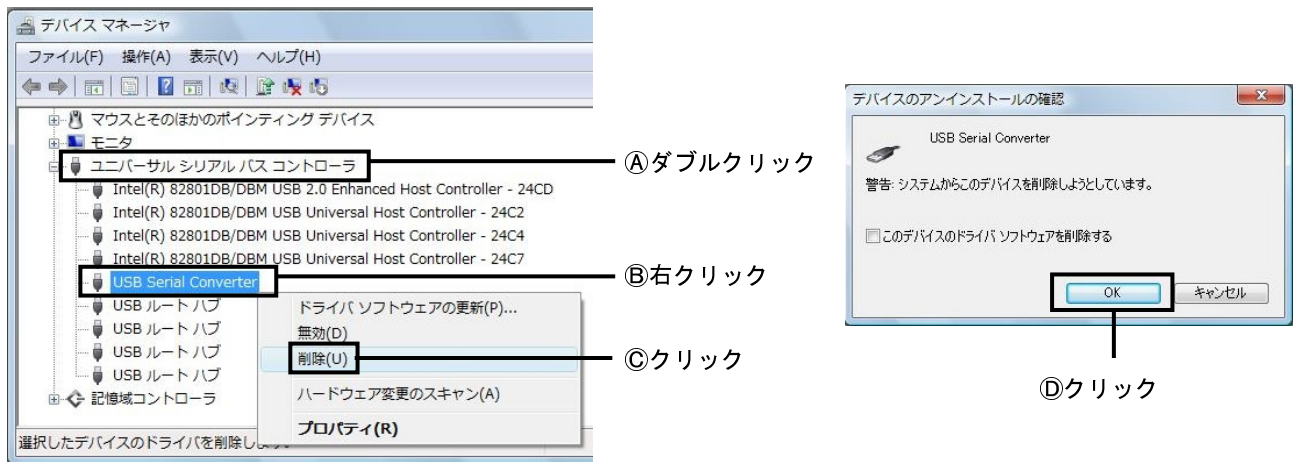 デバイス マネージャ
ファイル(F) 操作(A) 表示(V) ヘルプ(H)
マウスとそのほかのポインティング デバイス
モニタ
ユニバーサル シリアル バス コントローラ
Intel(R) 82801DB/DBM USB 2.0 Enhanced Host Controller - 24CD
Intel(R) 82801DB/DBM USB Universal Host Controller - 24C2
Intel(R) 82801DB/DBM USB Universal Host Controller - 24C4
Intel(R) 82801DB/DBM USB Universal Host Controller - 24C7
USB Serial Converter
USB ルート ハブ
USB ルート ハブ
USB ルート ハブ
USB ルート ハブ
記憶域コントローラ
選択したデバイスのドライバを削除し
ドライバ ソフトウェアの更新(P)...
無効(D)
削除(U)
ハードウェア変更のスキャン(A)
プロパティ(R)
Ⓐダブルクリック
Ⓑ右クリック
Ⓒクリック
デバイスのアンインストールの確認
USB Serial Converter
警告: システムからこのデバイスを削除しようとしています。
このデバイスのドライバ ソフトウェアを削除する
OK キャンセル
Ⓓクリック